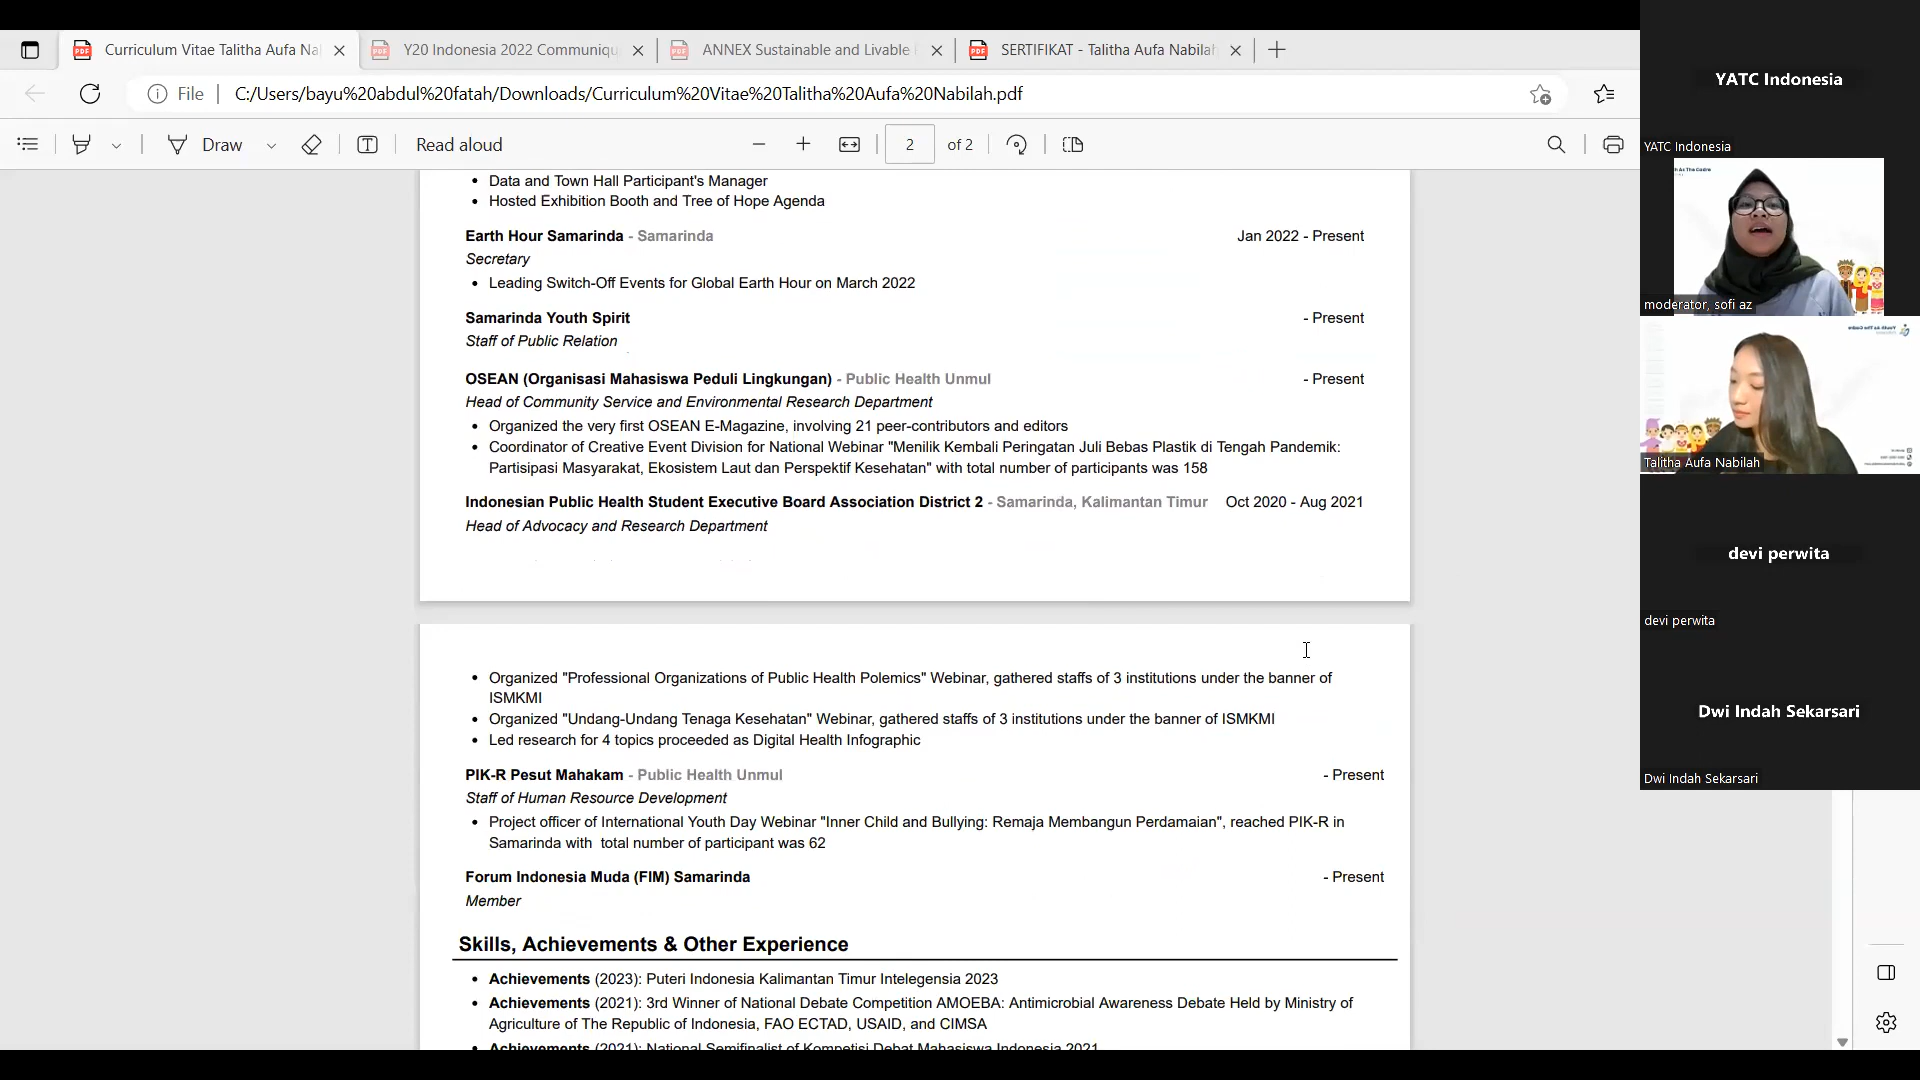 Curriculum Vitae Talitha Aufa Na
Y20 Indonesia 2022 Communiqu
ANNEX Sustainable and Livable
SERTIFIKAT - Talitha Aufa Nabilah
File
C:/Users/bayu%20abdul%20fatah/Downloads/Curriculum%20Vitae%20Talitha%20Aufa%20Nabilah.pdf
Draw
Read aloud
2 of 2
• Data and Town Hall Participant's Manager
• Hosted Exhibition Booth and Tree of Hope Agenda
Earth Hour Samarinda - Samarinda Jan 2022 - Present
Secretary
• Leading Switch-Off Events for Global Earth Hour on March 2022
Samarinda Youth Spirit - Present
Staff of Public Relation
OSEAN (Organisasi Mahasiswa Peduli Lingkungan) - Public Health Unmul - Present
Head of Community Service and Environmental Research Department
• Organized the very first OSEAN E-Magazine, involving 21 peer-contributors and editors
• Coordinator of Creative Event Division for National Webinar "Menilik Kembali Peringatan Juli Bebas Plastik di Tengah Pandemik:
Partisipasi Masyarakat, Ekosistem Laut dan Perspektif Kesehatan" with total number of participants was 158
Indonesian Public Health Student Executive Board Association District 2 - Samarinda, Kalimantan Timur Oct 2020 - Aug 2021
Head of Advocacy and Research Department
• Organized "Professional Organizations of Public Health Polemics" Webinar, gathered staffs of 3 institutions under the banner of
ISMKMI
• Organized "Undang-Undang Tenaga Kesehatan" Webinar, gathered staffs of 3 institutions under the banner of ISMKMI
• Led research for 4 topics proceeded as Digital Health Infographic
PIK-R Pesut Mahakam - Public Health Unmul - Present
Staff of Human Resource Development
• Project officer of International Youth Day Webinar "Inner Child and Bullying: Remaja Membangun Perdamaian", reached PIK-R in
Samarinda with total number of participant was 62
Forum Indonesia Muda (FIM) Samarinda - Present
Member
Skills, Achievements & Other Experience
• Achievements (2023): Puteri Indonesia Kalimantan Timur Intelegensia 2023
• Achievements (2021): 3rd Winner of National Debate Competition AMOEBA: Antimicrobial Awareness Debate Held by Ministry of
Agriculture of The Republic of Indonesia, FAO ECTAD, USAID, and CIMSA
• Achievements (2021): National Semifinalist of Kompetisi Debat Mahasiswa Indonesia 2021
YATC Indonesia
YATC Indonesia
moderator, sofi az
Talitha Aufa Nabilah
devi perwita
devi perwita
Dwi Indah Sekarsari
Dwi Indah Sekarsari